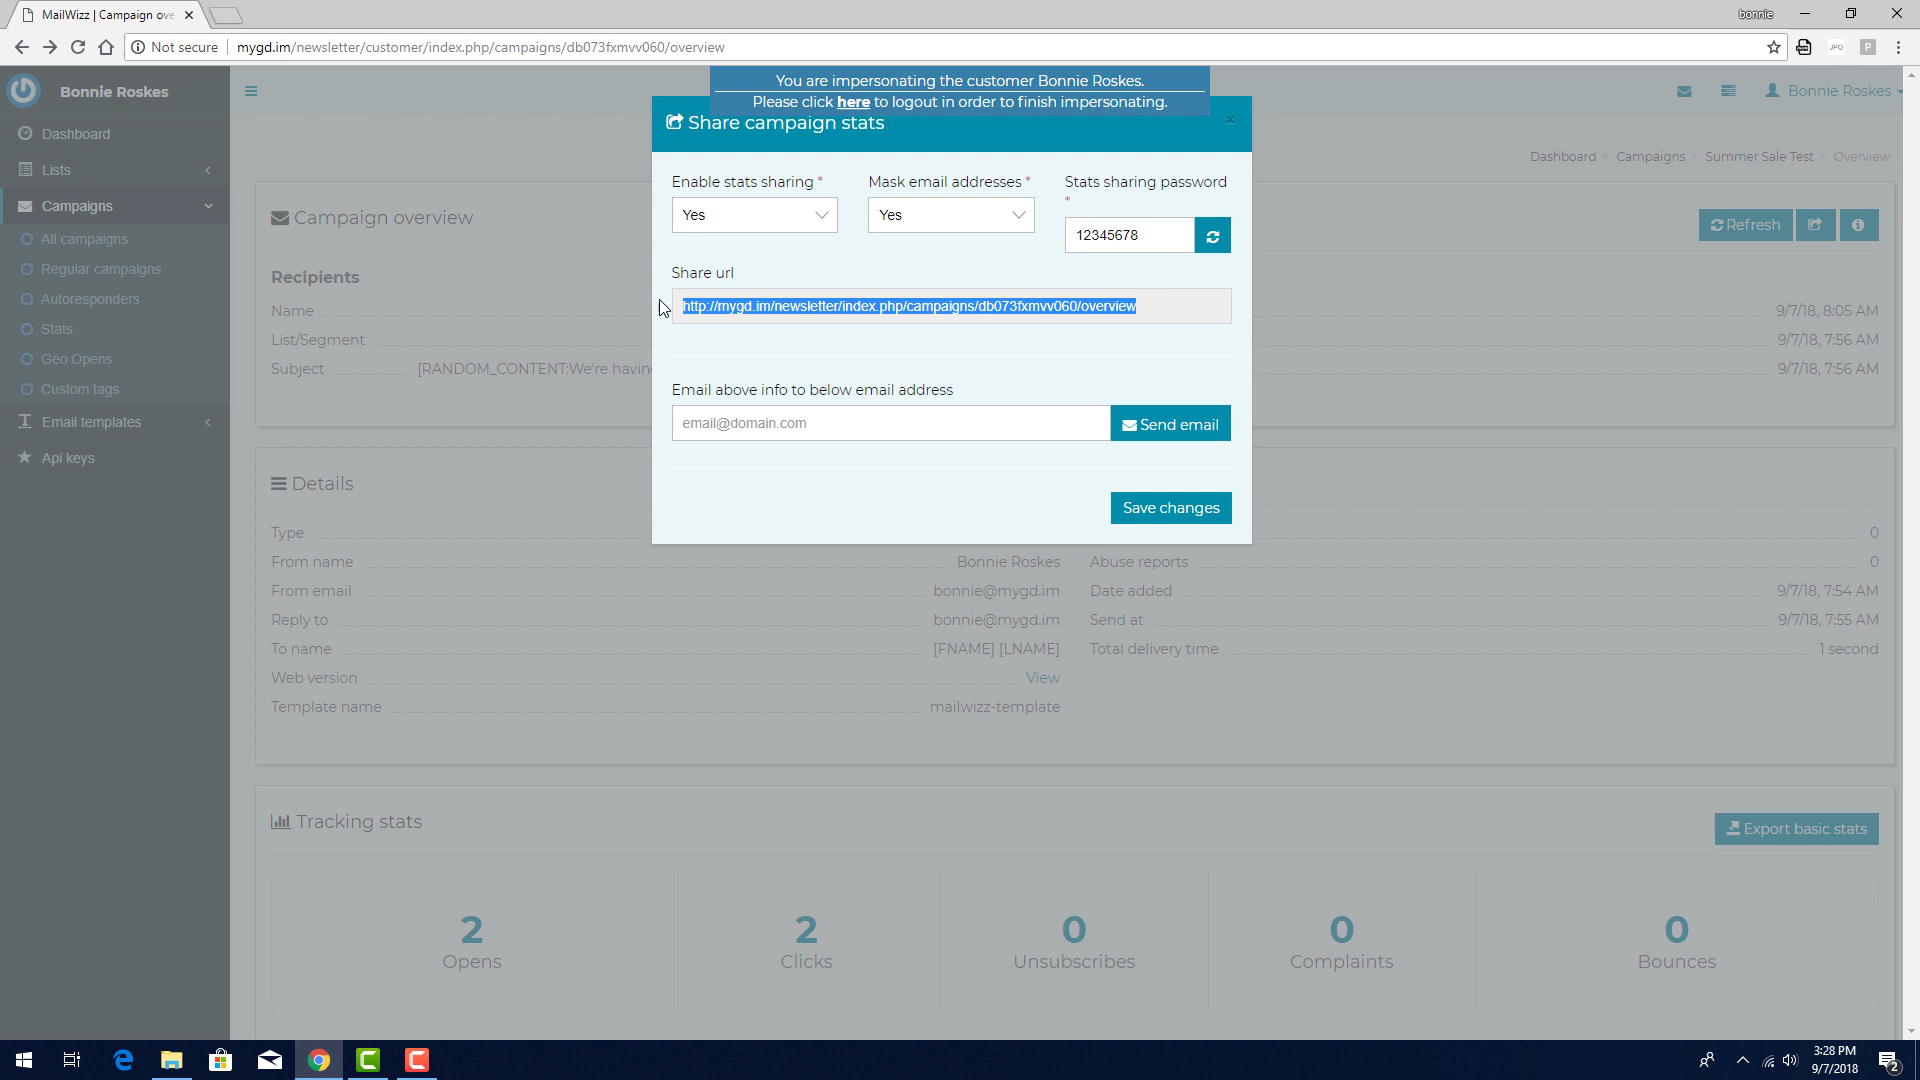 MailWizz | Campaign ove
bonnie
Not secure
mygd.im/newsletter/customer/index.php/campaigns/db073fxmvv060/overview
JPO
P
You are impersonating the customer Bonnie Roskes.
Please click here to logout in order to finish impersonating.
Bonnie Roskes
Bonnie Roskes
Dashboard
Lists
Campaigns
All campaigns
Regular campaigns
Autoresponders
Stats
Geo Opens
Custom tags
Email templates
Api keys
Dashboard > Campaigns > Summer Sale Test > Overview
Campaign overview
Refresh
Recipients
Name
9/7/18, 8:05 AM
List/Segment
9/7/18, 7:56 AM
Subject [RANDOM_CONTENT:We're havin
9/7/18, 7:56 AM
Share campaign stats
×
Enable stats sharing *
Mask email addresses *
Stats sharing password *
Yes
Yes
12345678
Share url
http://mygd.im/newsletter/index.php/campaigns/db073fxmvv060/overview
Email above info to below email address
email@domain.com
Send email
Save changes
Details
Type
0
From name Bonnie Roskes
Abuse reports 0
From email bonnie@mygd.im
Date added 9/7/18, 7:54 AM
Reply to bonnie@mygd.im
Send at 9/7/18, 7:55 AM
To name [FNAME] [LNAME]
Total delivery time 1 second
Web version View
Template name mailwizz-template
Tracking stats
Export basic stats
2
Opens
2
Clicks
0
Unsubscribes
0
Complaints
0
Bounces
3:28 PM
9/7/2018
2